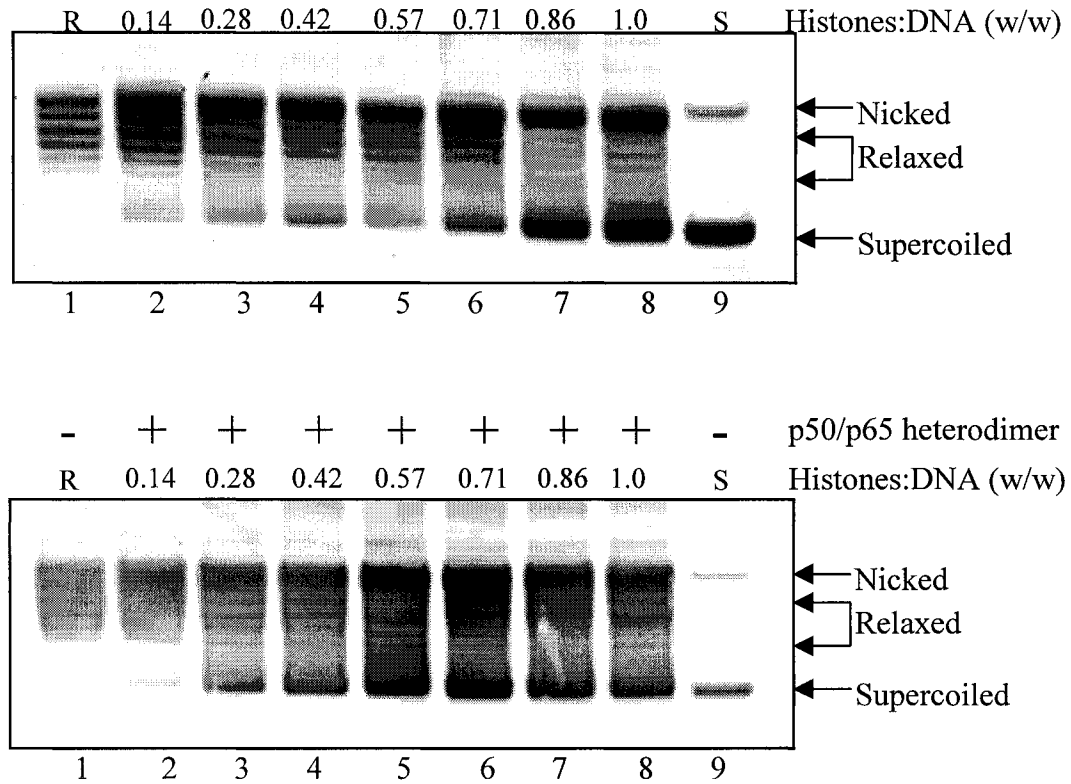 R 0.14 0.28 0.42 0.57 0.71 0.86 1.0 S Histones:DNA (w/w)
Nicked
Relaxed
Supercoiled
1 2 3 4 5 6 7 8 9
- + + + + + + + - p50/p65 heterodimer
R 0.14 0.28 0.42 0.57 0.71 0.86 1.0 S Histones:DNA (w/w)
Nicked
Relaxed
Supercoiled
1 2 3 4 5 6 7 8 9